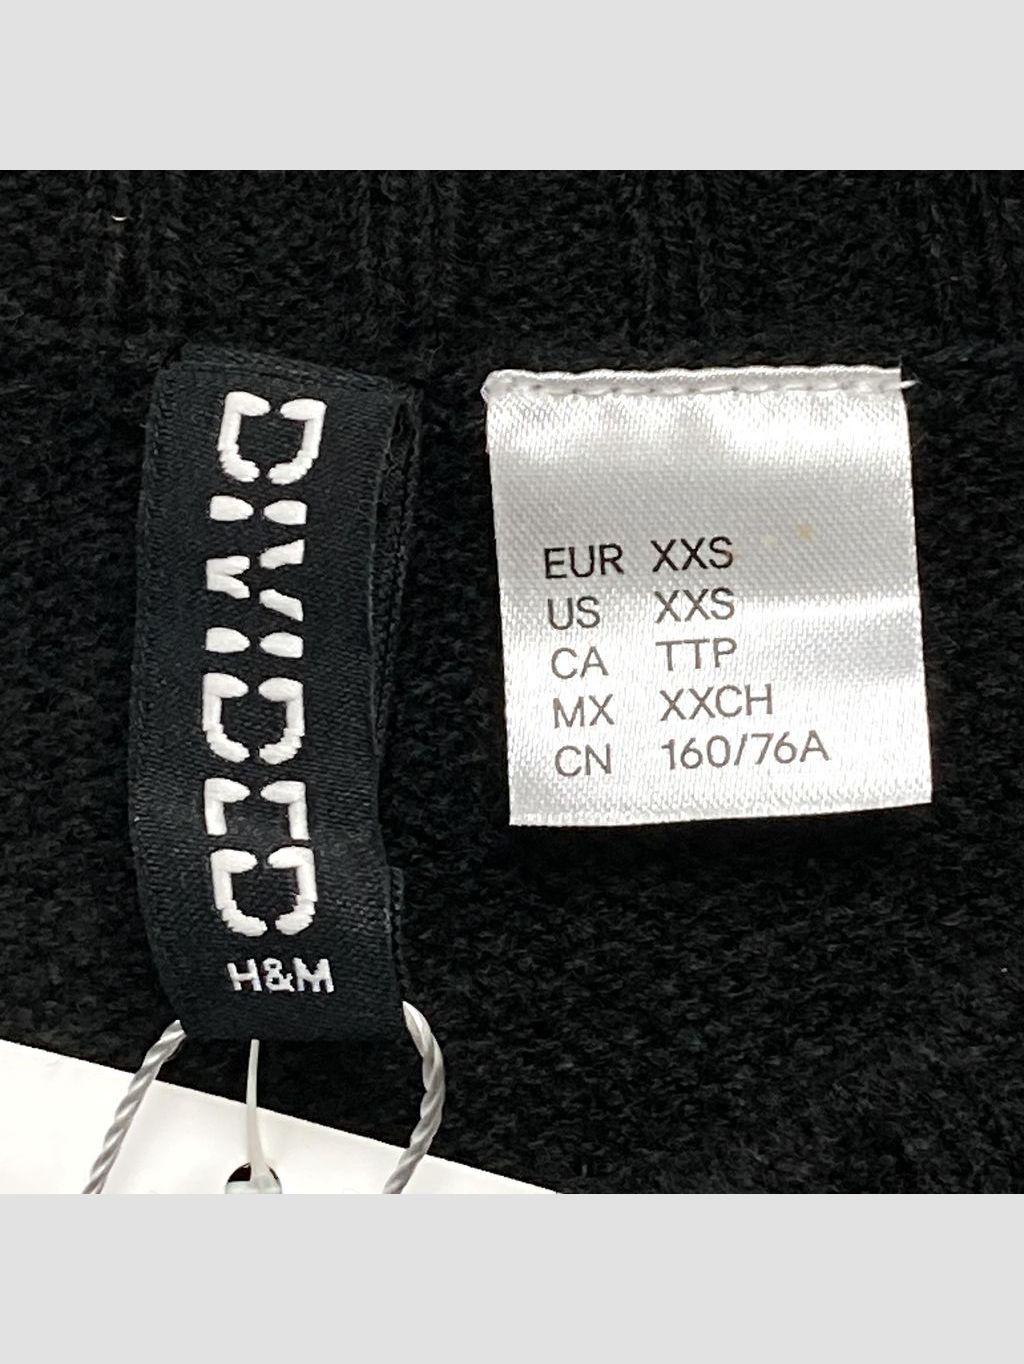 DIVIDED
H&M
EUR XXS
US XXS
CA TTP
MX XXCH
CN 160/76A